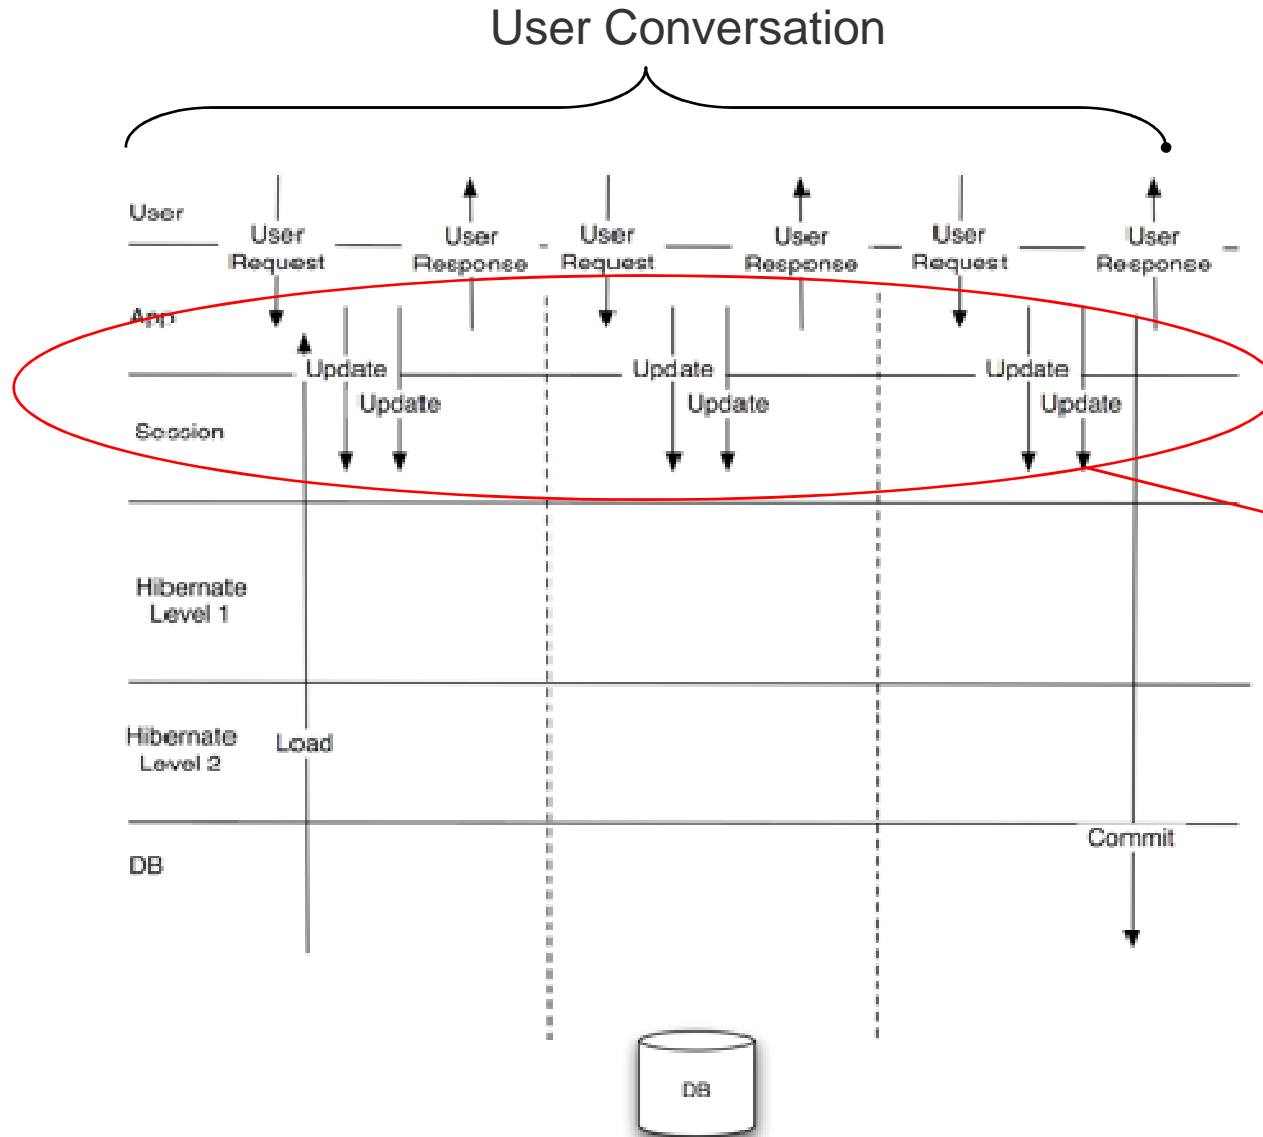 User Conversation
User
User
Request
User
Response
User
Request
User
Response
User
Request
User
Response
App
Update
Update
Update
Update
Update
Update
Session
Hibernate
Level 1
Hibernate
Level 2
Load
Commit
DB
DB